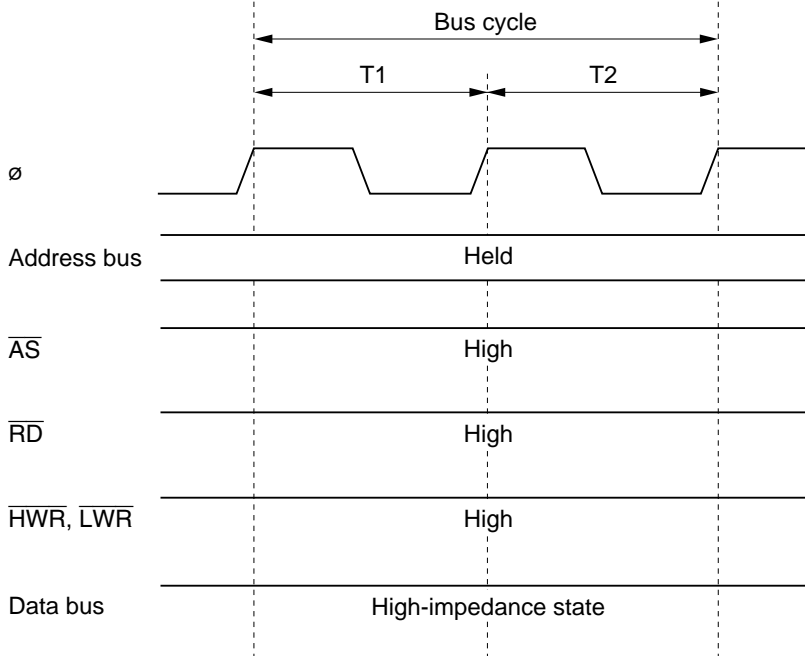 Bus cycle
T1 T2
ø
Address bus Held
AS High
RD High
HWR, LWR High
Data bus High-impedance state